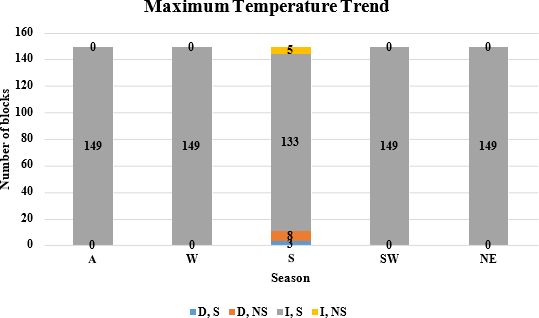 Maximum Temperature Trend
Number of blocks
160
140
120
100
80
60
40
20
0
0 0 5 0 0
149 149 133 149 149
0 0 8 0 0
3
A W S SW NE
Season
D, S D, NS I, S I, NS